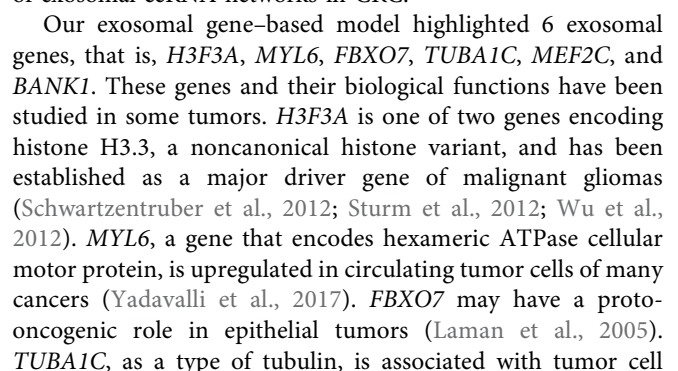 of exosomal ceRNA networks in CRC.
Our exosomal gene–based model highlighted 6 exosomal
genes, that is, H3F3A, MYL6, FBXO7, TUBA1C, MEF2C, and
BANK1. These genes and their biological functions have been
studied in some tumors. H3F3A is one of two genes encoding
histone H3.3, a noncanonical histone variant, and has been
established as a major driver gene of malignant gliomas
(Schwartzentruber et al., 2012; Sturm et al., 2012; Wu et al.,
2012). MYL6, a gene that encodes hexameric ATPase cellular
motor protein, is upregulated in circulating tumor cells of many
cancers (Yadavalli et al., 2017). FBXO7 may have a proto-
oncogenic role in epithelial tumors (Laman et al., 2005).
TUBA1C, as a type of tubulin, is associated with tumor cell